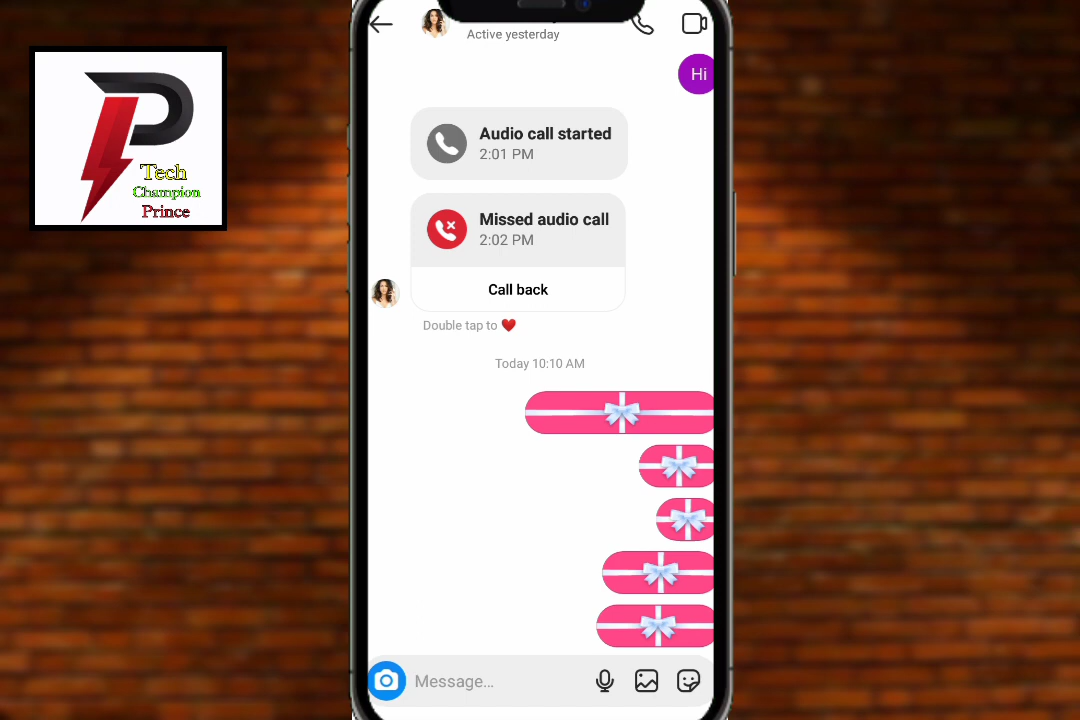 Active yesterday
Hi
Audio call started
2:01 PM
Missed audio call
2:02 PM
Call back
Double tap to ❤️
Today 10:10 AM
Message...
Tech
Champion
Prince